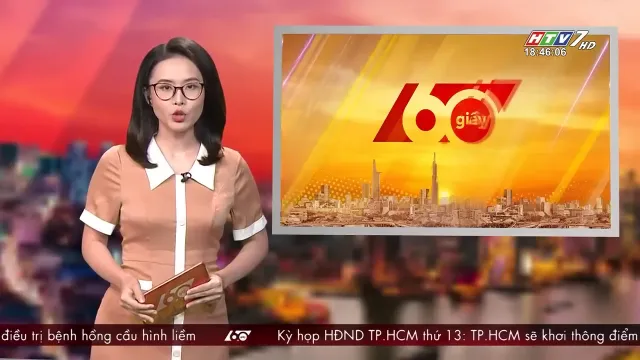 HTV7 HD
18:46:06
60 giây
điều trị bệnh hồng cầu hình liềm 60 Kỳ họp HĐND TP.HCM thứ 13: TP.HCM sẽ khơi thông điểm